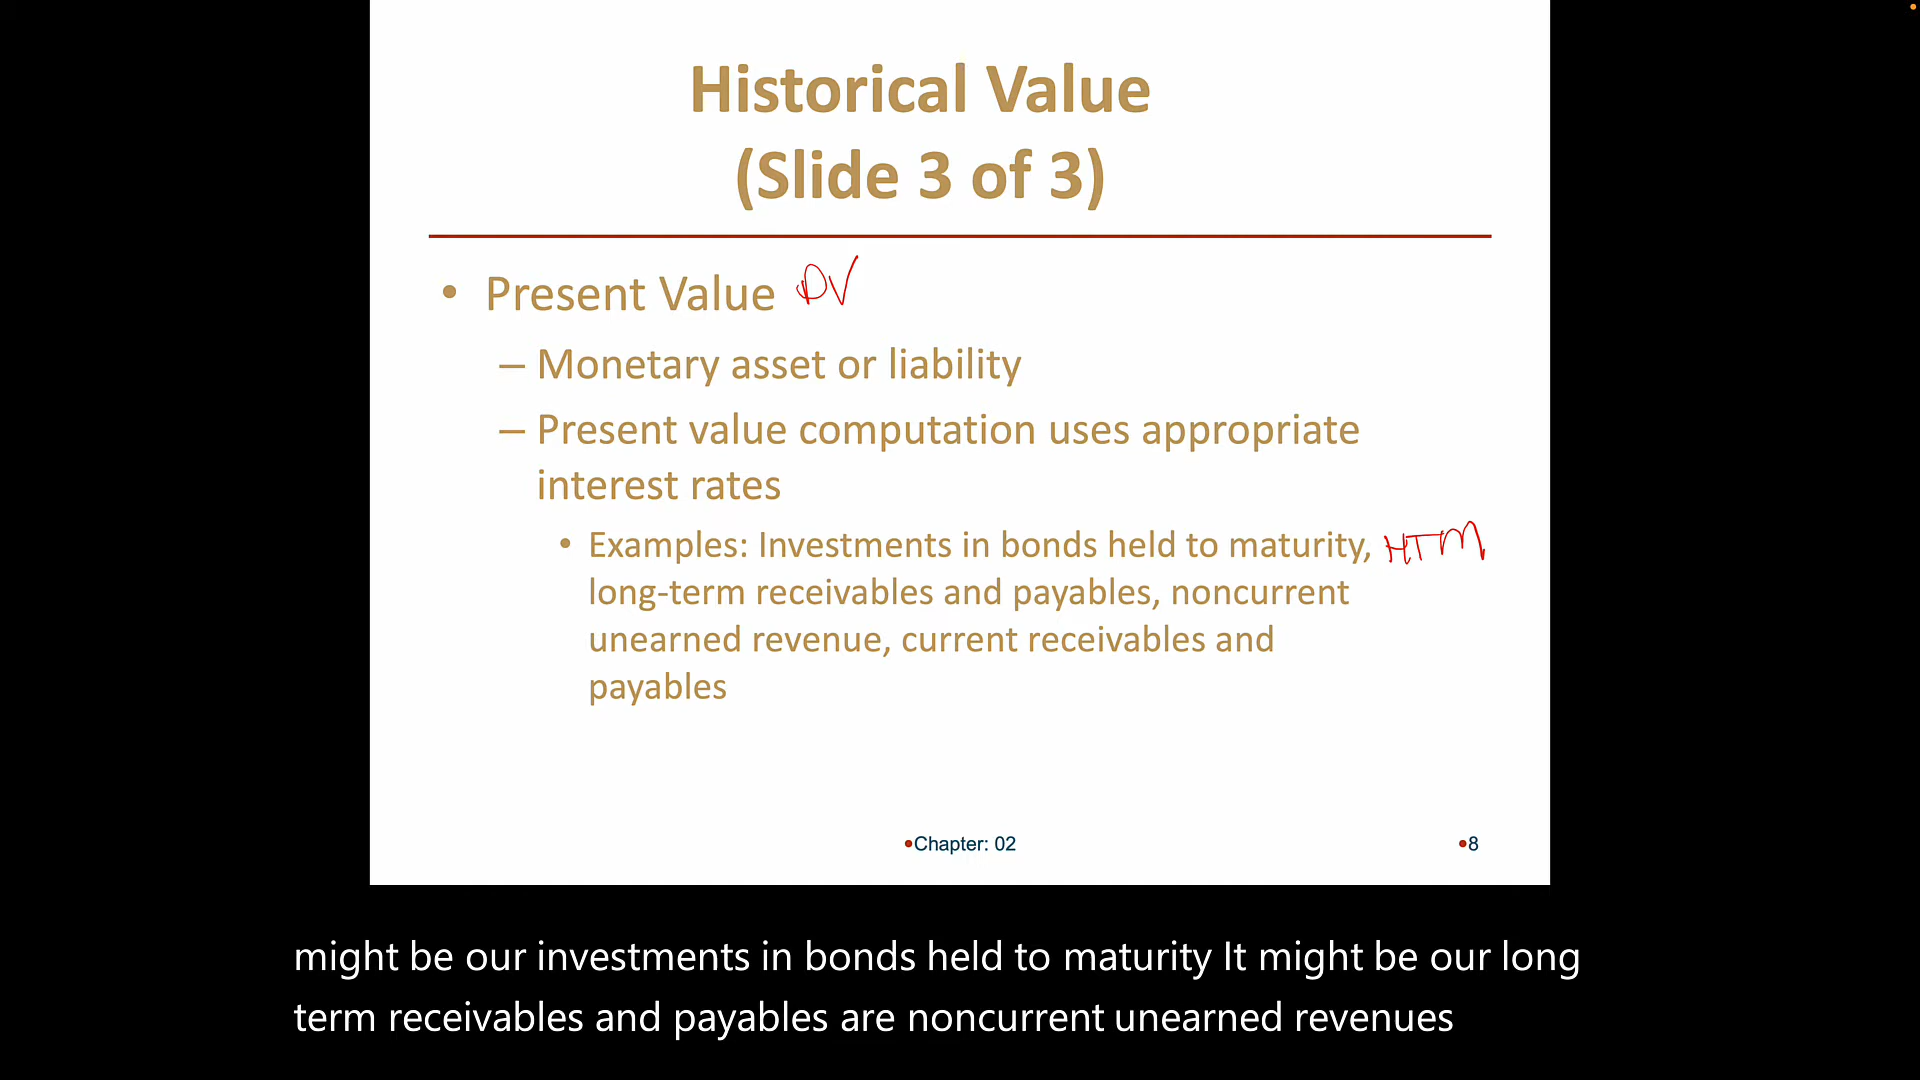 Historical Value
(Slide 3 of 3)
• Present Value PV
– Monetary asset or liability
– Present value computation uses appropriate
interest rates
• Examples: Investments in bonds held to maturity, HTM
long-term receivables and payables, noncurrent
unearned revenue, current receivables and
payables
•Chapter: 02 •8
might be our investments in bonds held to maturity It might be our long
term receivables and payables are noncurrent unearned revenues